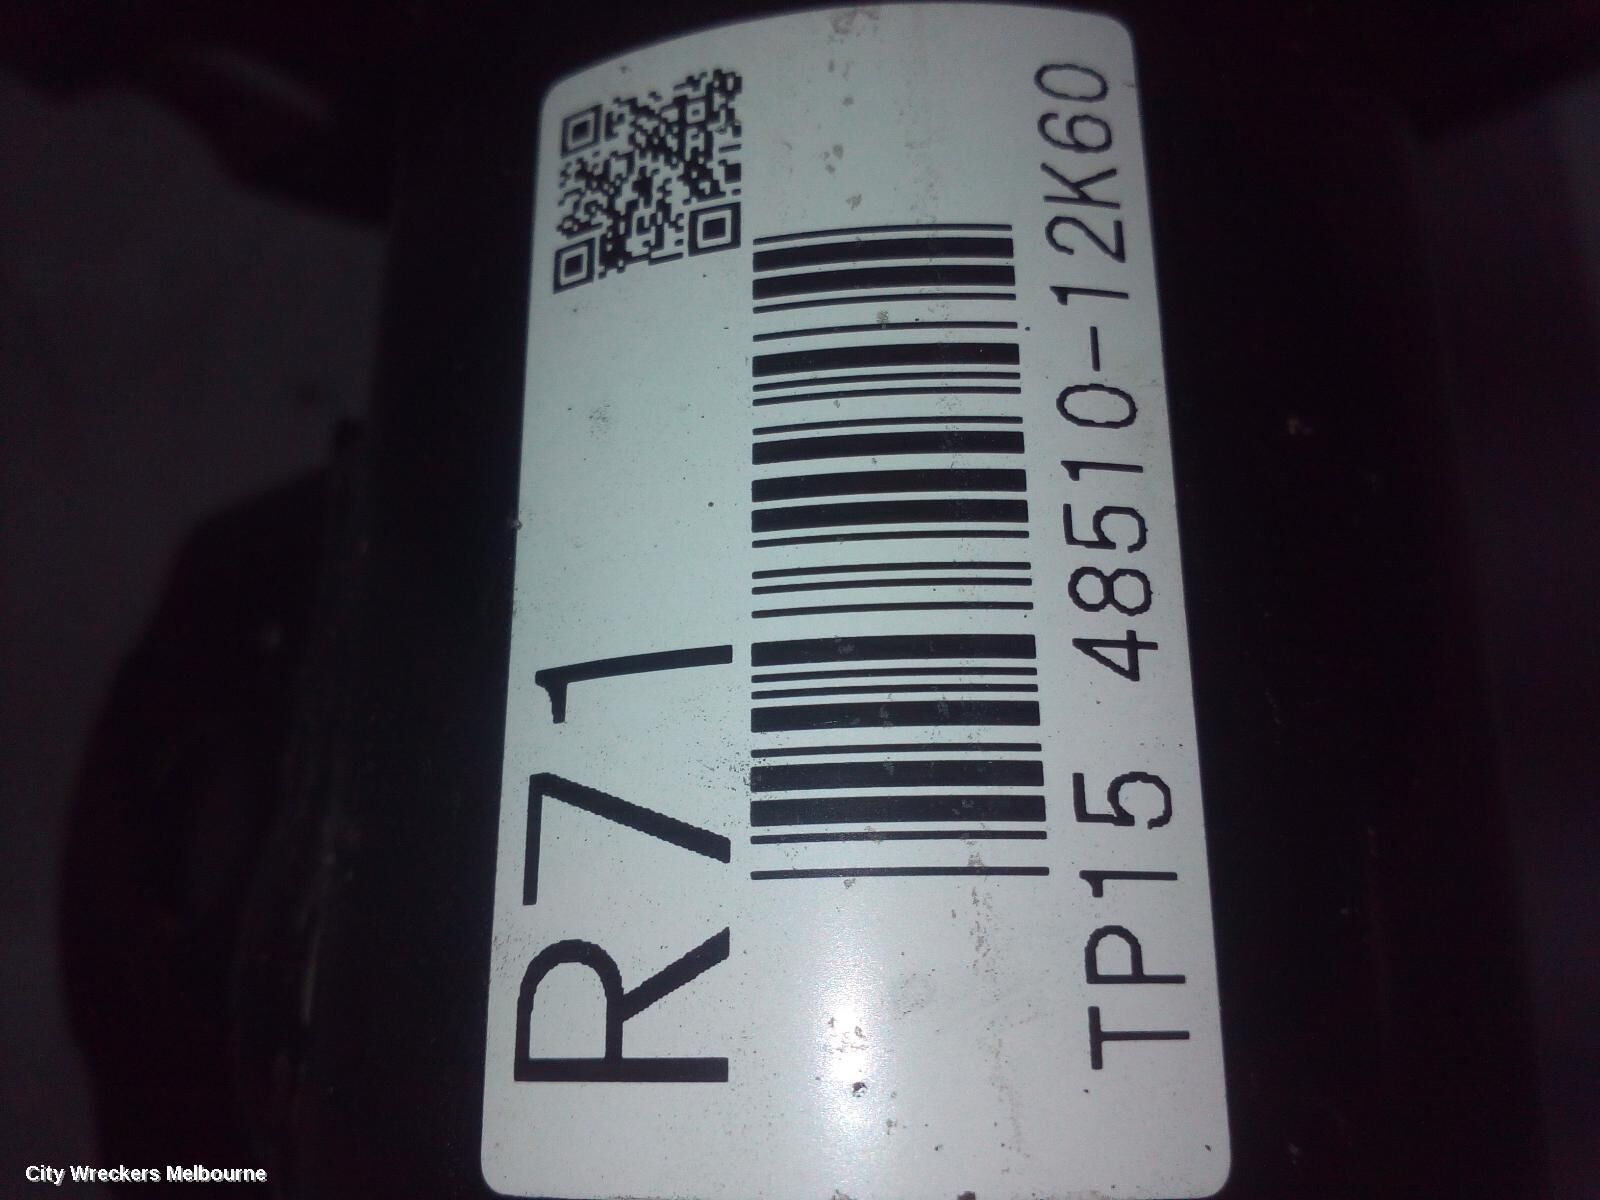 R71
TP15 48510-12K60
City Wreckers Melbourne